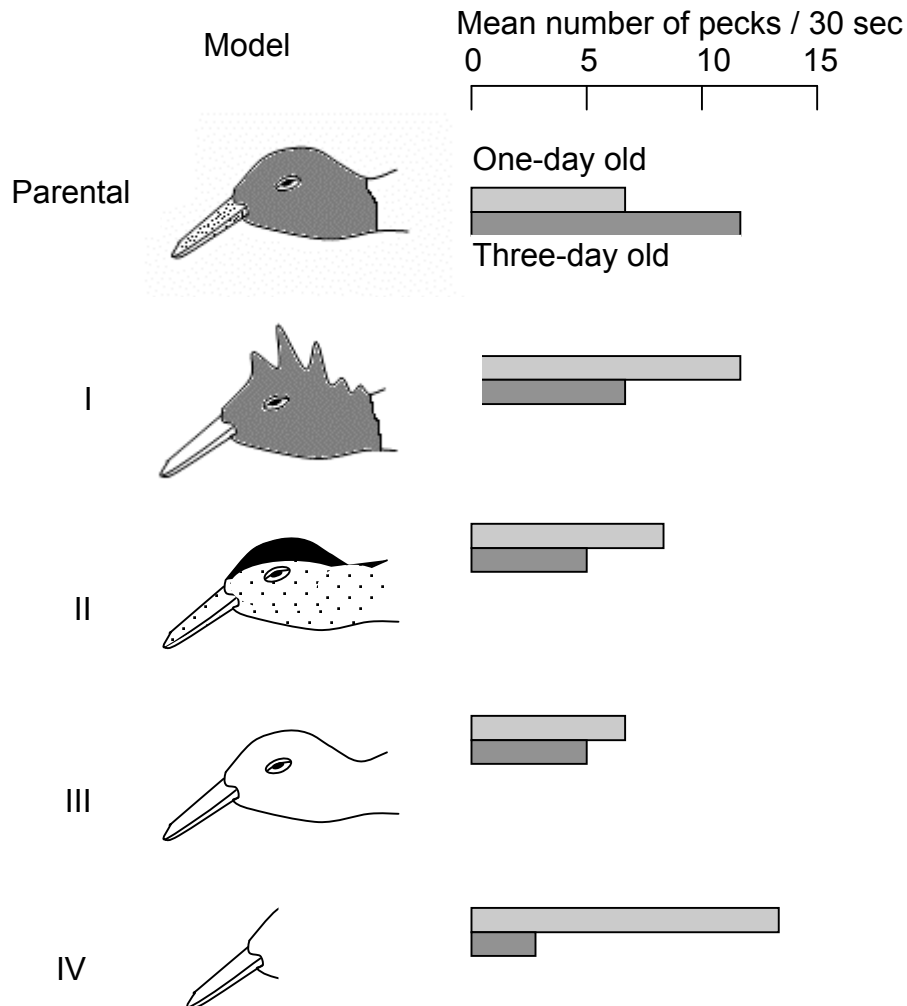 Model
Mean number of pecks / 30 sec
0 5 10 15
Parental
One-day old
Three-day old
I
II
III
IV